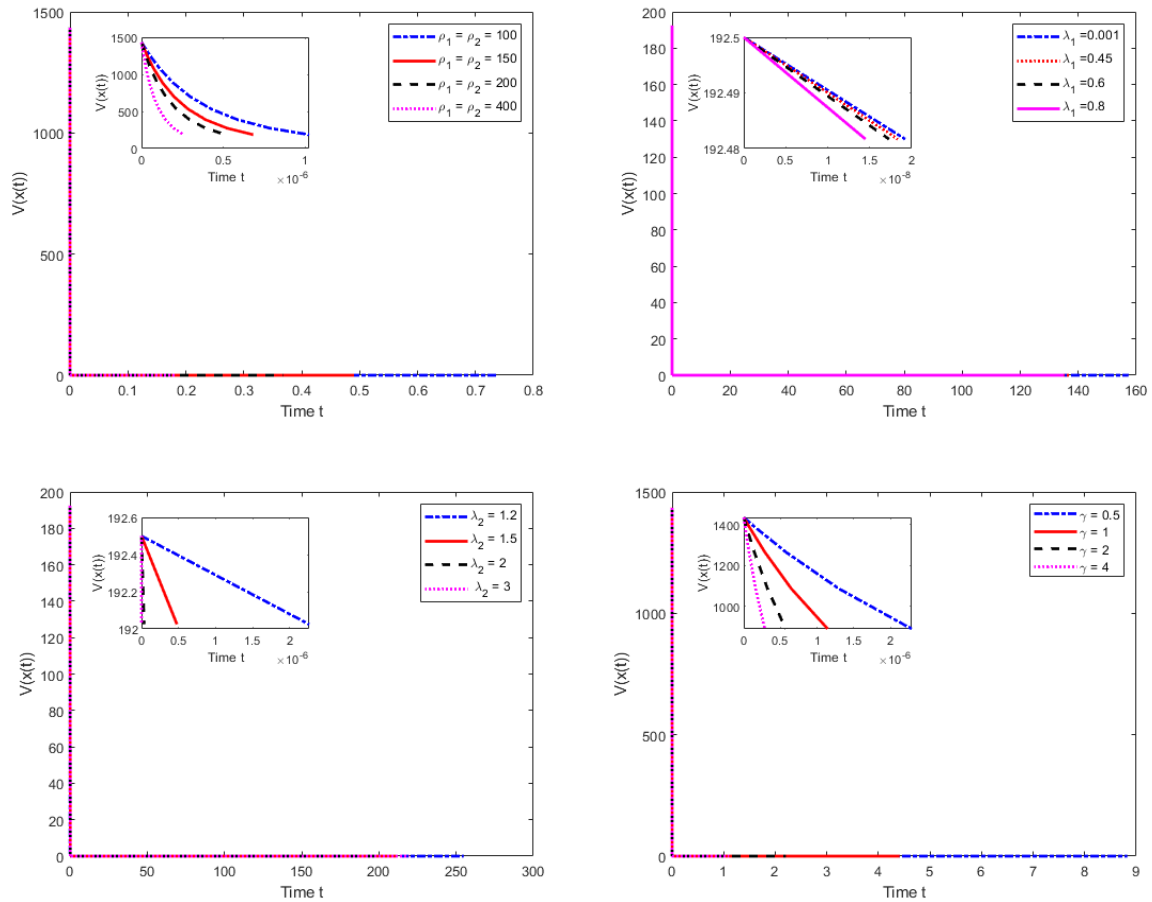 1500
1000
500
0
V(x(t))
0 0.1 0.2 0.3 0.4 0.5 0.6 0.7 0.8
Time t
1500
1000
500
0
V(x(t))
0 0.5 1
Time t
×10⁻⁶
ρ₁ = ρ₂ = 100
ρ₁ = ρ₂ = 150
ρ₁ = ρ₂ = 200
ρ₁ = ρ₂ = 400
200
180
160
140
120
100
80
60
40
20
0
V(x(t))
0 20 40 60 80 100 120 140 160
Time t
192.5
192.49
192.48
V(x(t))
0 0.5 1 1.5 2
Time t
×10⁻⁸
λ₁ =0.001
λ₁ =0.45
λ₁ =0.6
λ₁ =0.8
200
180
160
140
120
100
80
60
40
20
0
V(x(t))
0 50 100 150 200 250 300
Time t
192.6
192.4
192.2
192
V(x(t))
0 0.5 1 1.5 2
Time t
×10⁻⁶
λ₂ = 1.2
λ₂ = 1.5
λ₂ = 2
λ₂ = 3
1500
1000
500
0
V(x(t))
0 1 2 3 4 5 6 7 8 9
Time t
1400
1200
1000
V(x(t))
0 0.5 1 1.5 2
Time t
×10⁻⁶
γ = 0.5
γ = 1
γ = 2
γ = 4